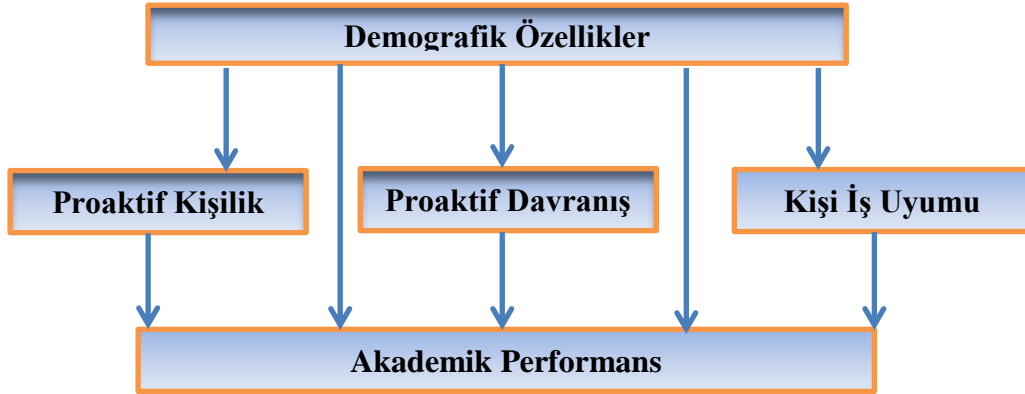 Demografik Özellikler
Proaktif Kişilik
Proaktif Davranış
Kişi İş Uyumu
Akademik Performans